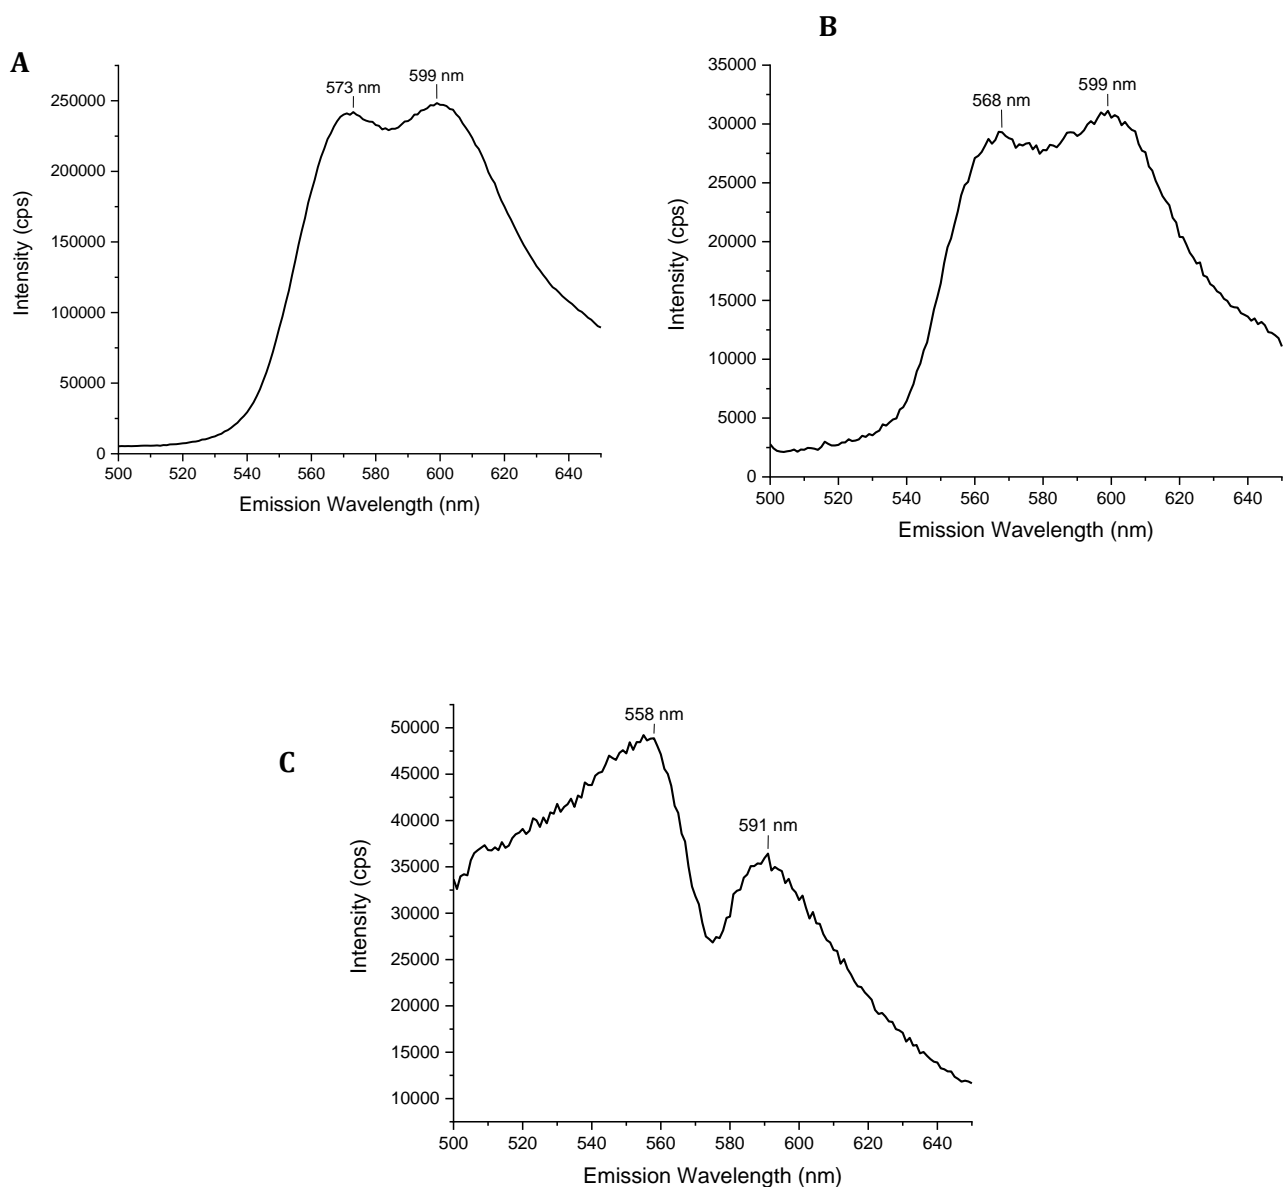 A
573 nm
599 nm
250000
200000
150000
100000
50000
0
Intensity (cps)
500 520 540 560 580 600 620 640
Emission Wavelength (nm)
B
568 nm
599 nm
35000
30000
25000
20000
15000
10000
5000
0
Intensity (cps)
500 520 540 560 580 600 620 640
Emission Wavelength (nm)
C
558 nm
591 nm
50000
45000
40000
35000
30000
25000
20000
15000
10000
Intensity (cps)
500 520 540 560 580 600 620 640
Emission Wavelength (nm)